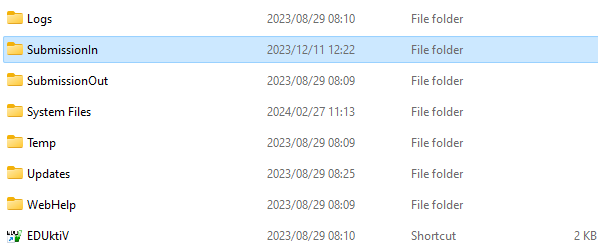 Logs 2023/08/29 08:10 File folder
SubmissionIn 2023/12/11 12:22 File folder
SubmissionOut 2023/08/29 08:09 File folder
System Files 2024/02/27 11:13 File folder
Temp 2023/08/29 08:09 File folder
Updates 2023/08/29 08:25 File folder
WebHelp 2023/08/29 08:09 File folder
EDUktiV 2023/08/29 08:10 Shortcut 2 KB